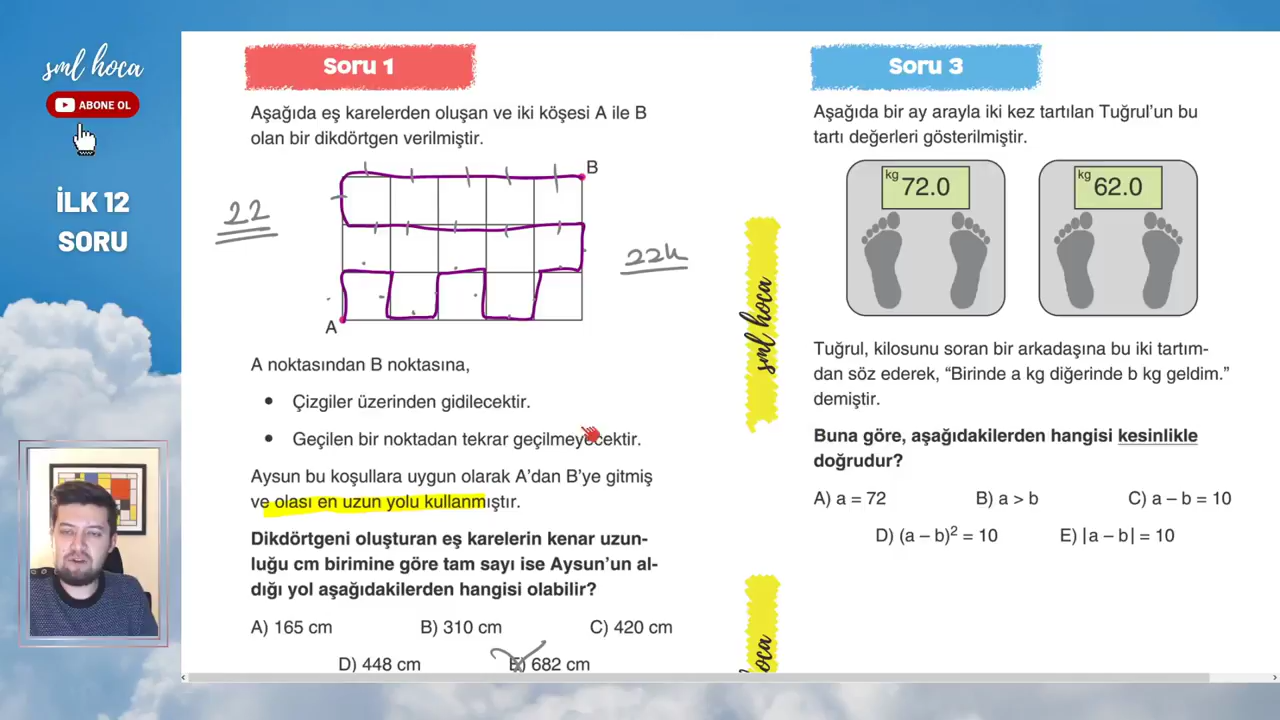 sml hoca
ABONE OL
İLK 12
SORU
Soru 1
Aşağıda eş karelerden oluşan ve iki köşesi A ile B
olan bir dikdörtgen verilmiştir.
B
22
22k
A
A noktasından B noktasına,
• Çizgiler üzerinden gidilecektir.
• Geçilen bir noktadan tekrar geçilmeyecektir.
Aysun bu koşullara uygun olarak A'dan B'ye gitmiş
ve olası en uzun yolu kullanmıştır.
Dikdörtgeni oluşturan eş karelerin kenar uzun-
luğu cm birimine göre tam sayı ise Aysun'un al-
dığı yol aşağıdakilerden hangisi olabilir?
A) 165 cm B) 310 cm C) 420 cm
D) 448 cm E) 682 cm
sml hoca
hoca
Soru 3
Aşağıda bir ay arayla iki kez tartılan Tuğrul'un bu
tartı değerleri gösterilmiştir.
kg 72.0 kg 62.0
Tuğrul, kilosunu soran bir arkadaşına bu iki tartım-
dan söz ederek, “Birinde a kg diğerinde b kg geldim.”
demiştir.
Buna göre, aşağıdakilerden hangisi kesinlikle
doğrudur?
A) a = 72 B) a > b C) a – b = 10
D) (a – b)² = 10 E) |a – b| = 10